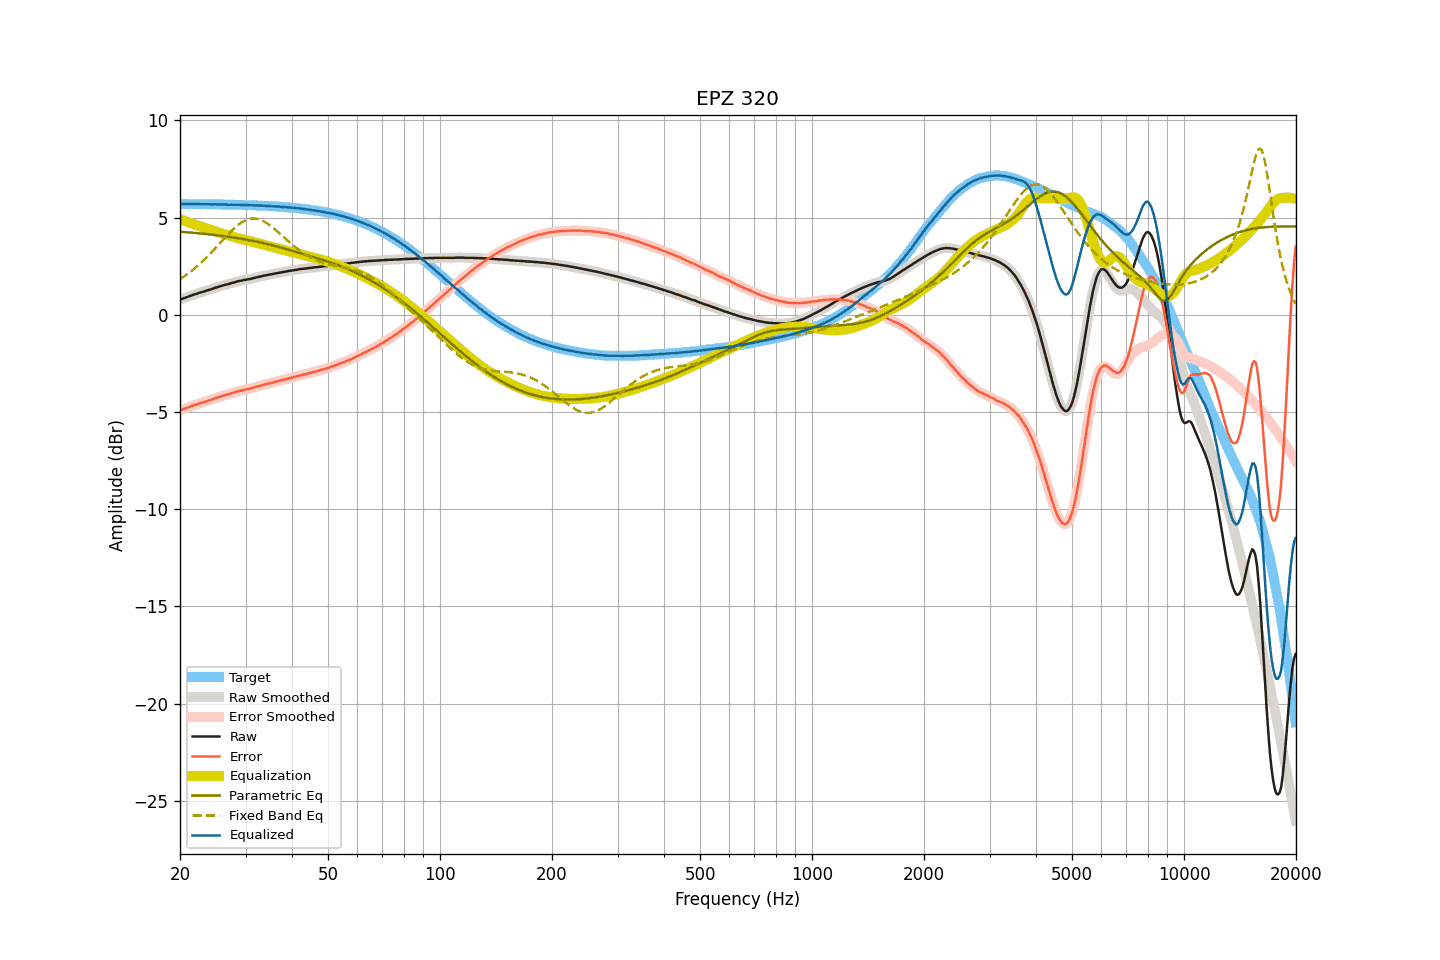 EPZ 320
10
5
0
−5
−10
−15
−20
−25
Amplitude (dBr)
Target
Raw Smoothed
Error Smoothed
Raw
Error
Equalization
Parametric Eq
Fixed Band Eq
Equalized
20 50 100 200 500 1000 2000 5000 10000 20000
Frequency (Hz)